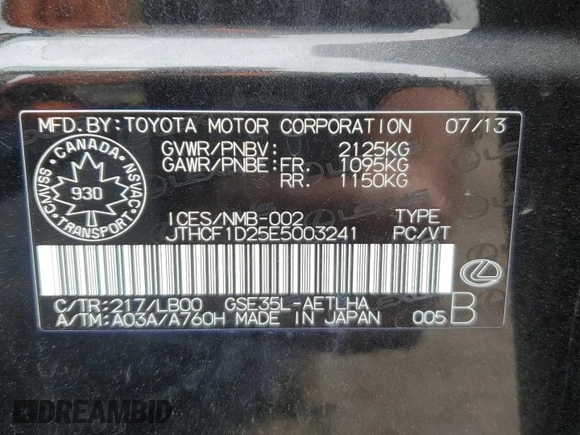 MFD.BY:TOYOTA MOTOR CORPORATION 07/13
GVWR/PNBV: 2125KG
GAWR/PNBE:FR. 1095KG
RR. 1150KG
CANADA
CMVSS NSVAC
930
TRANSPORT
ICES/NMB-002 TYPE
JTHCF1D25E5003241 PC/VT
C/TR:217/LB00 GSE35L-AETLHA
A/TM:A03A/A760H MADE IN JAPAN 005 B
LEXUS
DREAMBID